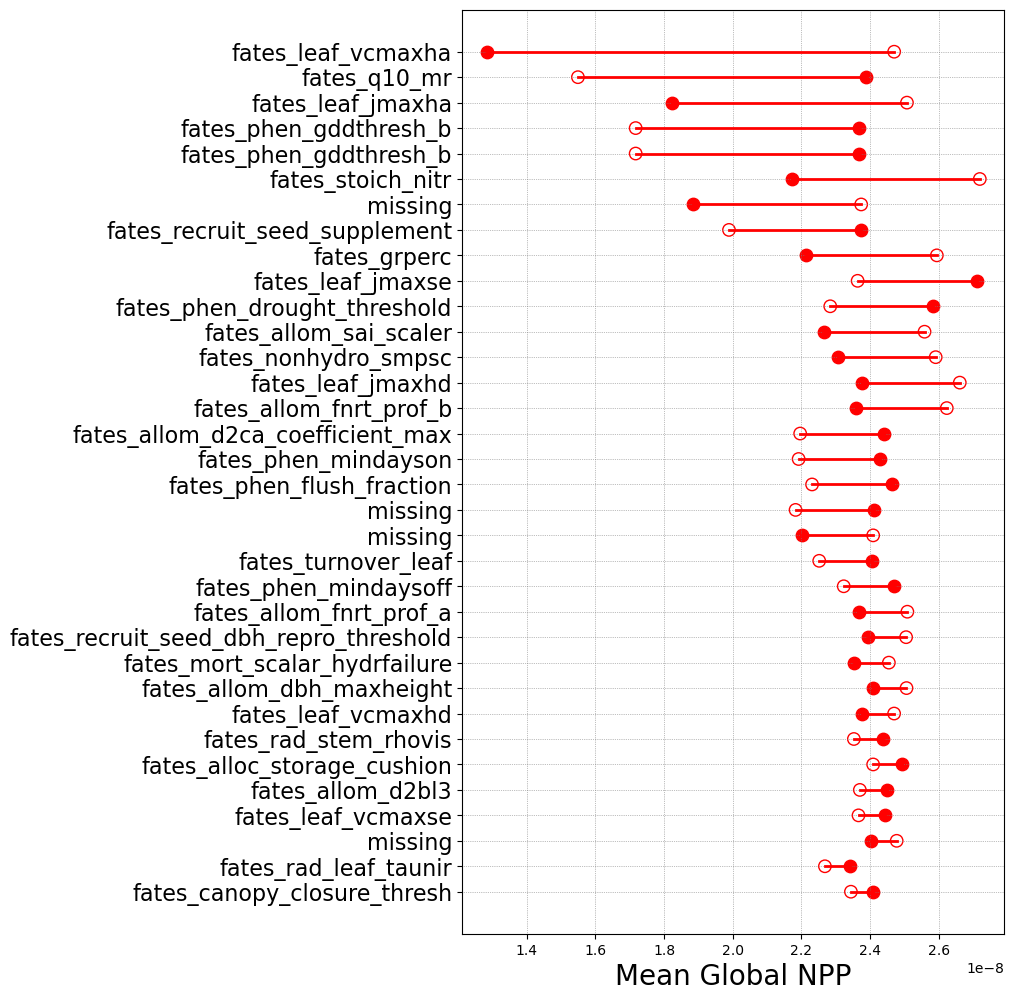 fates_leaf_vcmaxha
fates_q10_mr
fates_leaf_jmaxha
fates_phen_gddthresh_b
fates_phen_gddthresh_b
fates_stoich_nitr
missing
fates_recruit_seed_supplement
fates_grperc
fates_leaf_jmaxse
fates_phen_drought_threshold
fates_allom_sai_scaler
fates_nonhydro_smpsc
fates_leaf_jmaxhd
fates_allom_fnrt_prof_b
fates_allom_d2ca_coefficient_max
fates_phen_mindayson
fates_phen_flush_fraction
missing
missing
fates_turnover_leaf
fates_phen_mindaysoff
fates_allom_fnrt_prof_a
fates_recruit_seed_dbh_repro_threshold
fates_mort_scalar_hydrfailure
fates_allom_dbh_maxheight
fates_leaf_vcmaxhd
fates_rad_stem_rhovis
fates_alloc_storage_cushion
fates_allom_d2bl3
fates_leaf_vcmaxse
missing
fates_rad_leaf_taunir
fates_canopy_closure_thresh
1.4 1.6 1.8 2.0 2.2 2.4 2.6
1e−8
Mean Global NPP